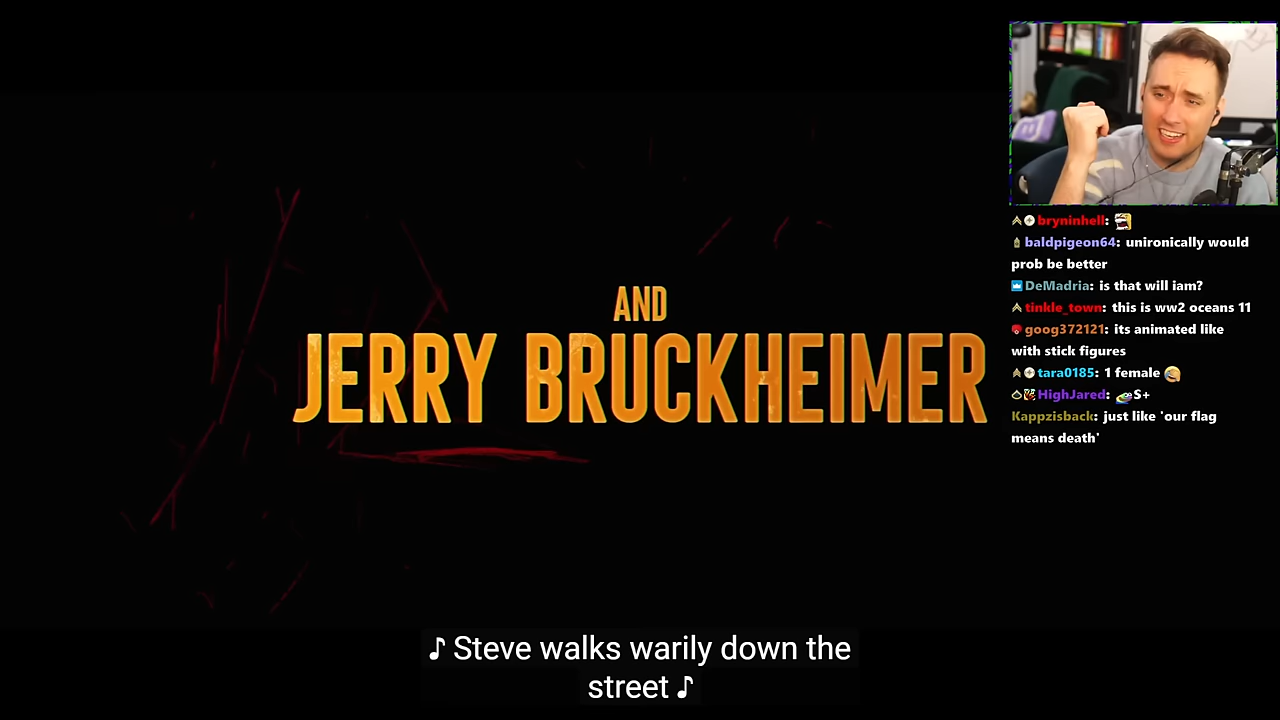 AND
JERRY BRUCKHEIMER
♪ Steve walks warily down the
street ♪
bryninhell:
baldpigeon64: unironically would
prob be better
DeMadria: is that will iam?
tinkle_town: this is ww2 oceans 11
goog372121: its animated like
with stick figures
tara0185: 1 female
HighJared: S+
Kappzisback: just like 'our flag
means death'